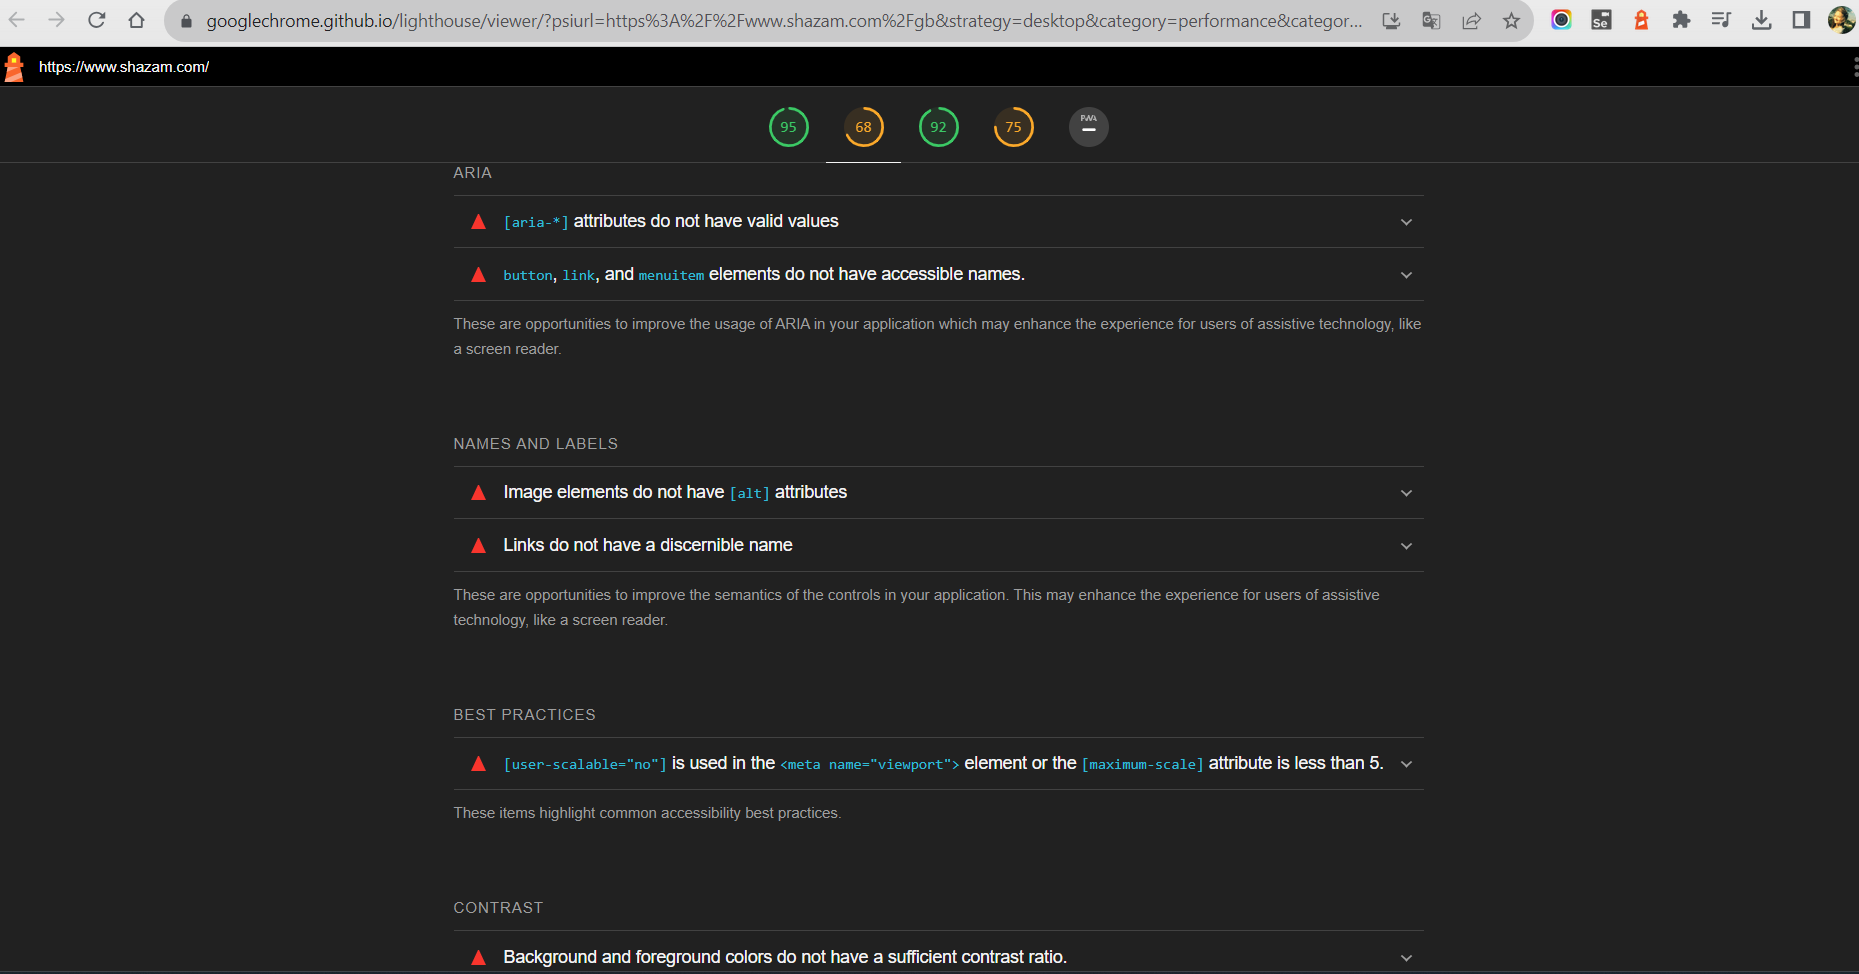 googlechrome.github.io/lighthouse/viewer/?psiurl=https%3A%2F%2Fwww.shazam.com%2Fgb&strategy=desktop&category=performance&categor...
Se
https://www.shazam.com/
95
68
92
75
PWA
ARIA
[aria-*] attributes do not have valid values
button, link, and menuitem elements do not have accessible names.
These are opportunities to improve the usage of ARIA in your application which may enhance the experience for users of assistive technology, like
a screen reader.
NAMES AND LABELS
Image elements do not have [alt] attributes
Links do not have a discernible name
These are opportunities to improve the semantics of the controls in your application. This may enhance the experience for users of assistive
technology, like a screen reader.
BEST PRACTICES
[user-scalable="no"] is used in the <meta name="viewport"> element or the [maximum-scale] attribute is less than 5.
These items highlight common accessibility best practices.
CONTRAST
Background and foreground colors do not have a sufficient contrast ratio.